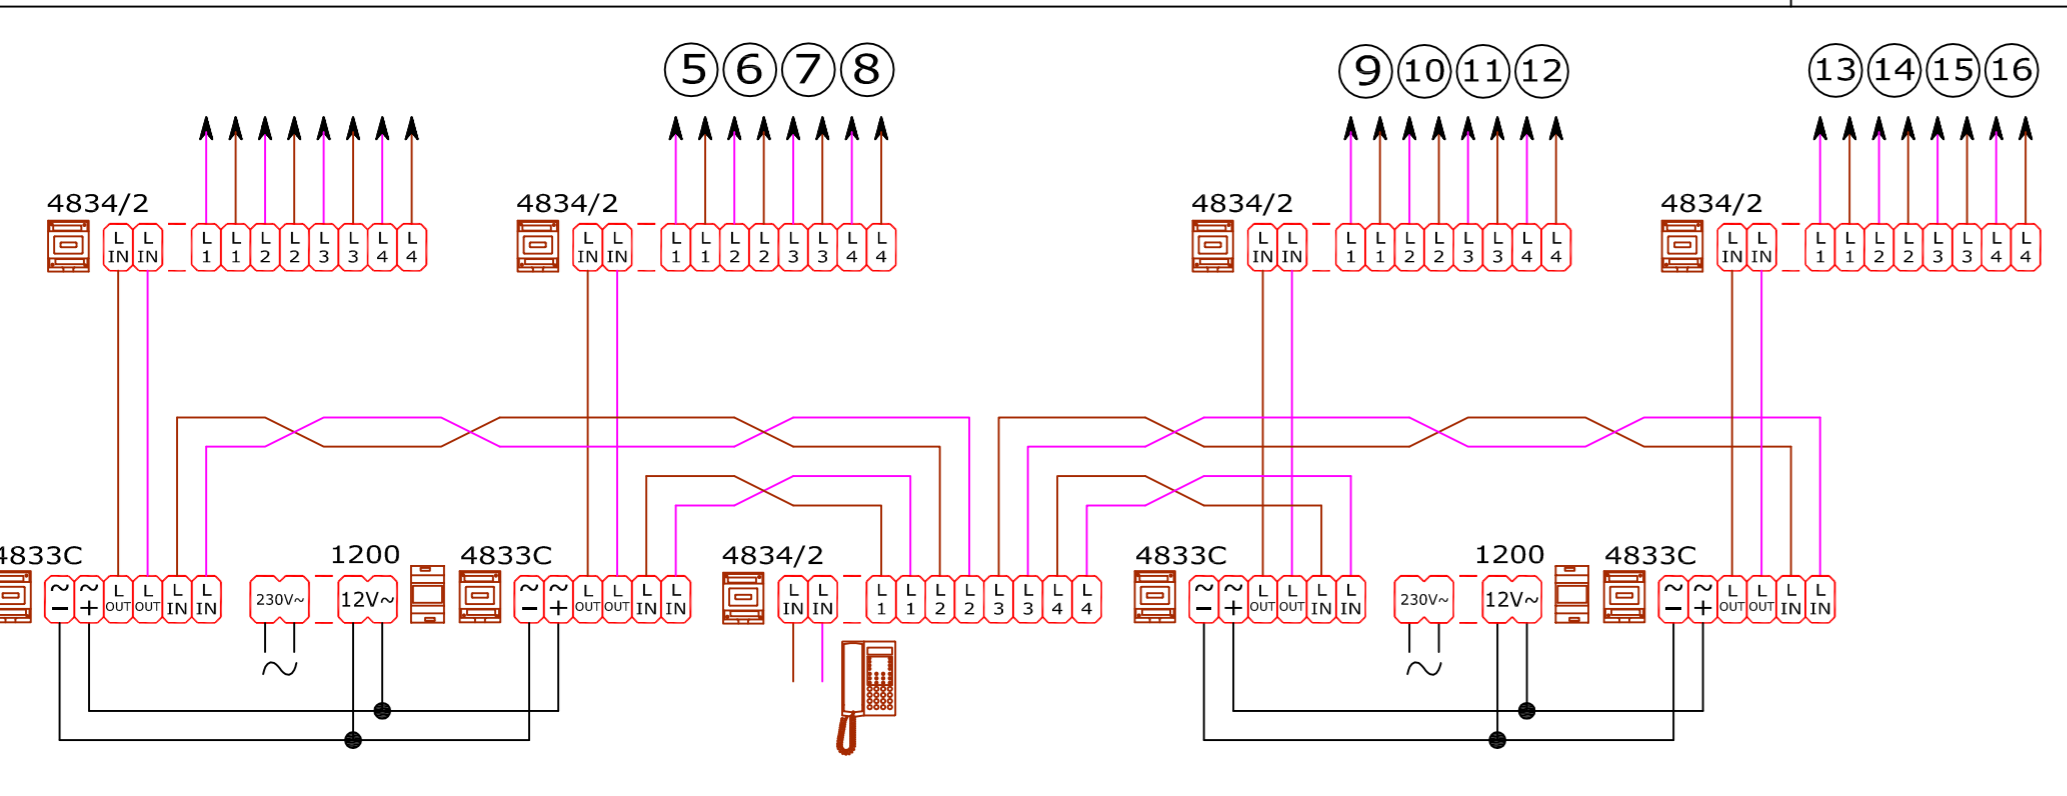 5 6 7 8 9 10 11 12 13 14 15 16
4834/2 4834/2 4834/2 4834/2
L IN L IN L 1 L 1 L 2 L 2 L 3 L 3 L 4 L 4 L IN L IN L 1 L 1 L 2 L 2 L 3 L 3 L 4 L 4 L IN L IN L 1 L 1 L 2 L 2 L 3 L 3 L 4 L 4 L IN L IN L 1 L 1 L 2 L 2 L 3 L 3 L 4 L 4
4833C 1200 4833C 4834/2 4833C 1200 4833C
~ − ~ + L OUT L OUT L IN L IN 230V~ 12V~ ~ − ~ + L OUT L OUT L IN L IN L IN L IN L 1 L 1 L 2 L 2 L 3 L 3 L 4 L 4 ~ − ~ + L OUT L OUT L IN L IN 230V~ 12V~ ~ − ~ + L OUT L OUT L IN L IN
~ ~